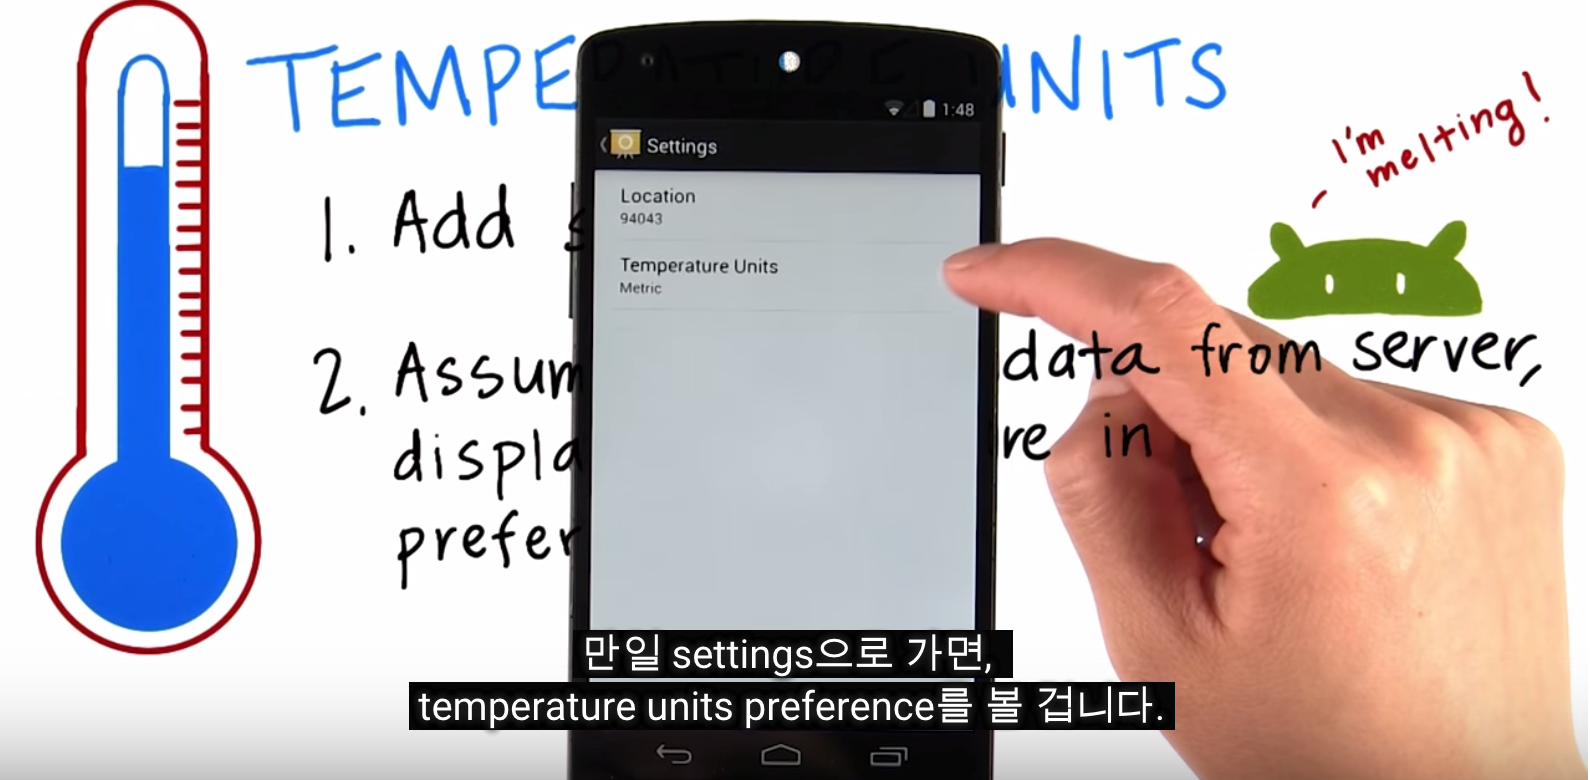 TEMPERATURE UNITS
I'm
melting!
1:48
Settings
Location
94043
Temperature Units
Metric
1. Add
2. Assum data from server,
displa re in
prefer
만일 settings으로 가면,
temperature units preference를 볼 겁니다.